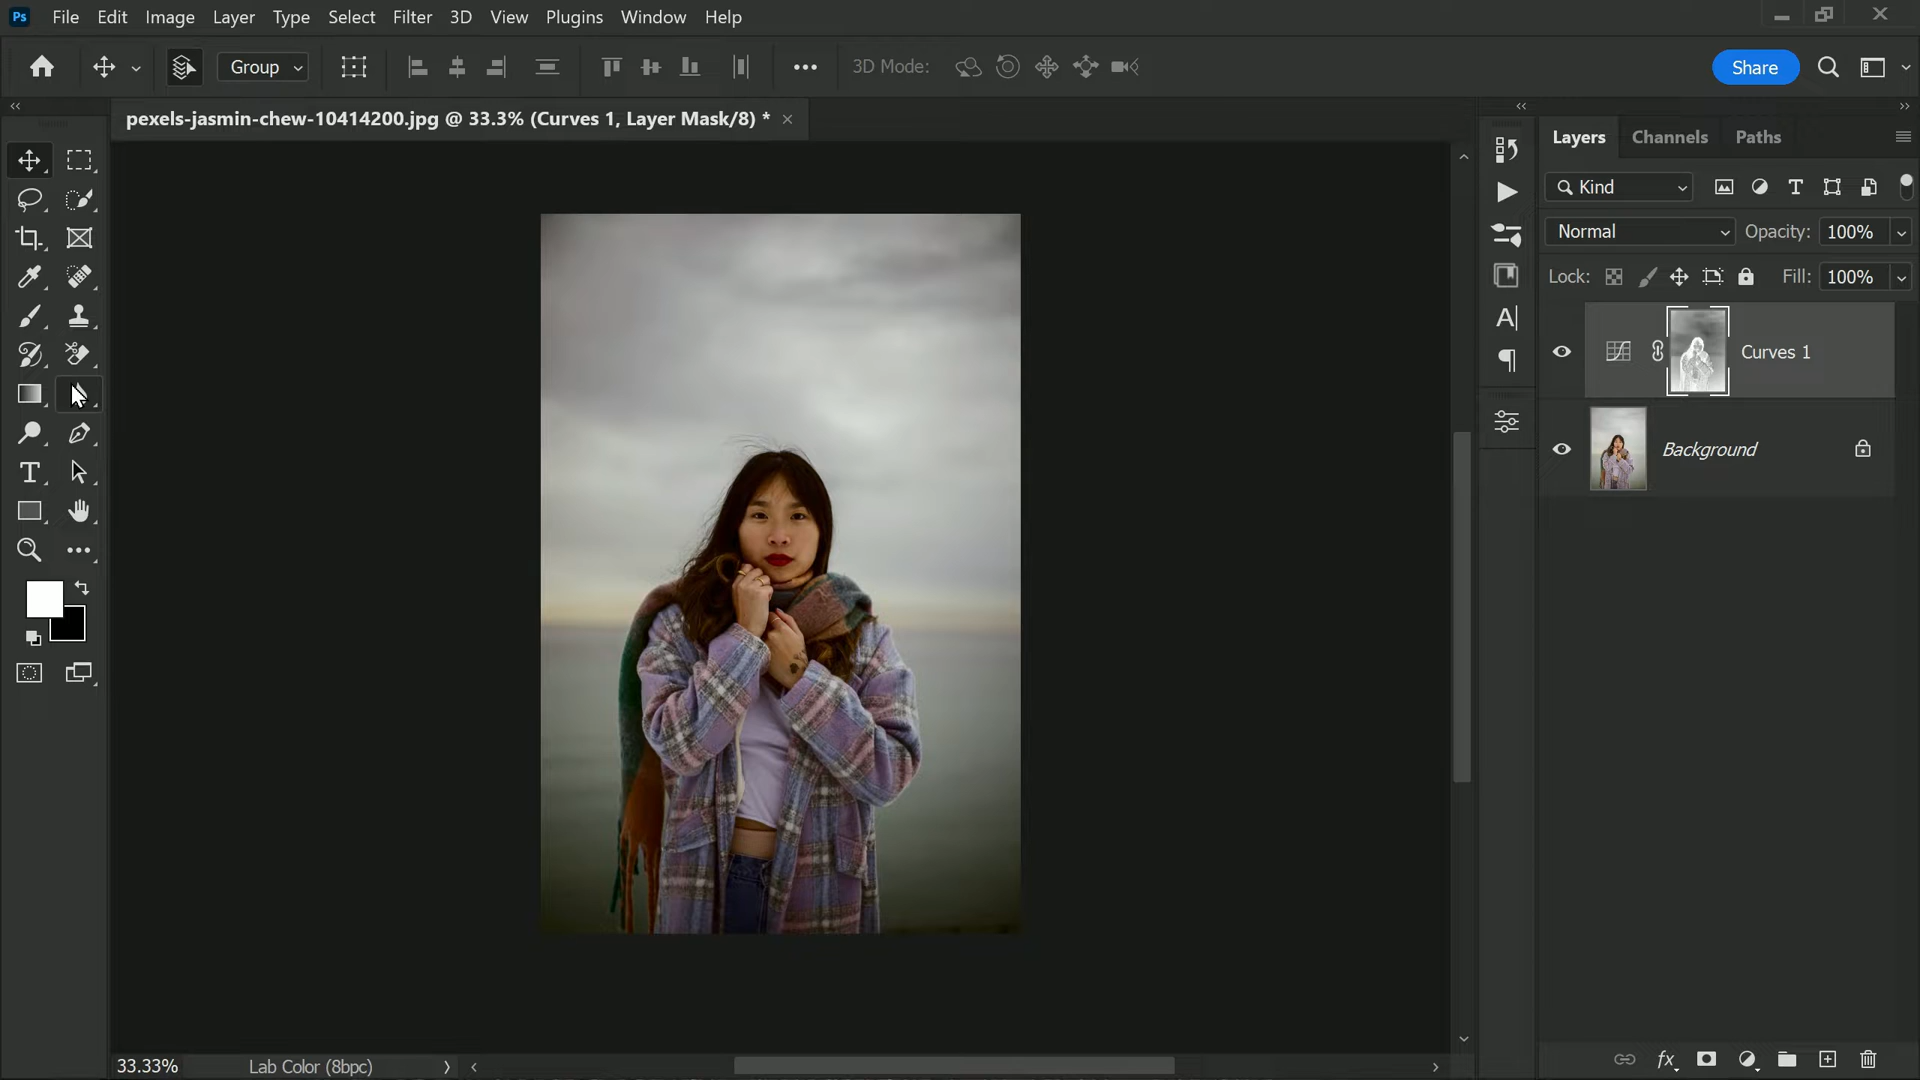 Ps File Edit Image Layer Type Select Filter 3D View Plugins Window Help
Group 3D Mode: Share
pexels-jasmin-chew-10414200.jpg @ 33.3% (Curves 1, Layer Mask/8) *
Layers Channels Paths
Kind
Normal Opacity: 100%
Lock: Fill: 100%
Curves 1
Background
33.33% Lab Color (8bpc)
fx